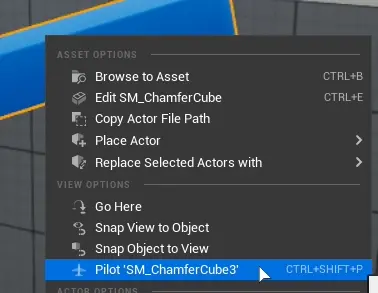 ASSET OPTIONS
Browse to Asset CTRL+B
Edit SM_ChamferCube CTRL+E
Copy Actor File Path
Place Actor
Replace Selected Actors with
VIEW OPTIONS
Go Here
Snap View to Object
Snap Object to View
Pilot 'SM_ChamferCube3' CTRL+SHIFT+P
ACTOR OPTIONS